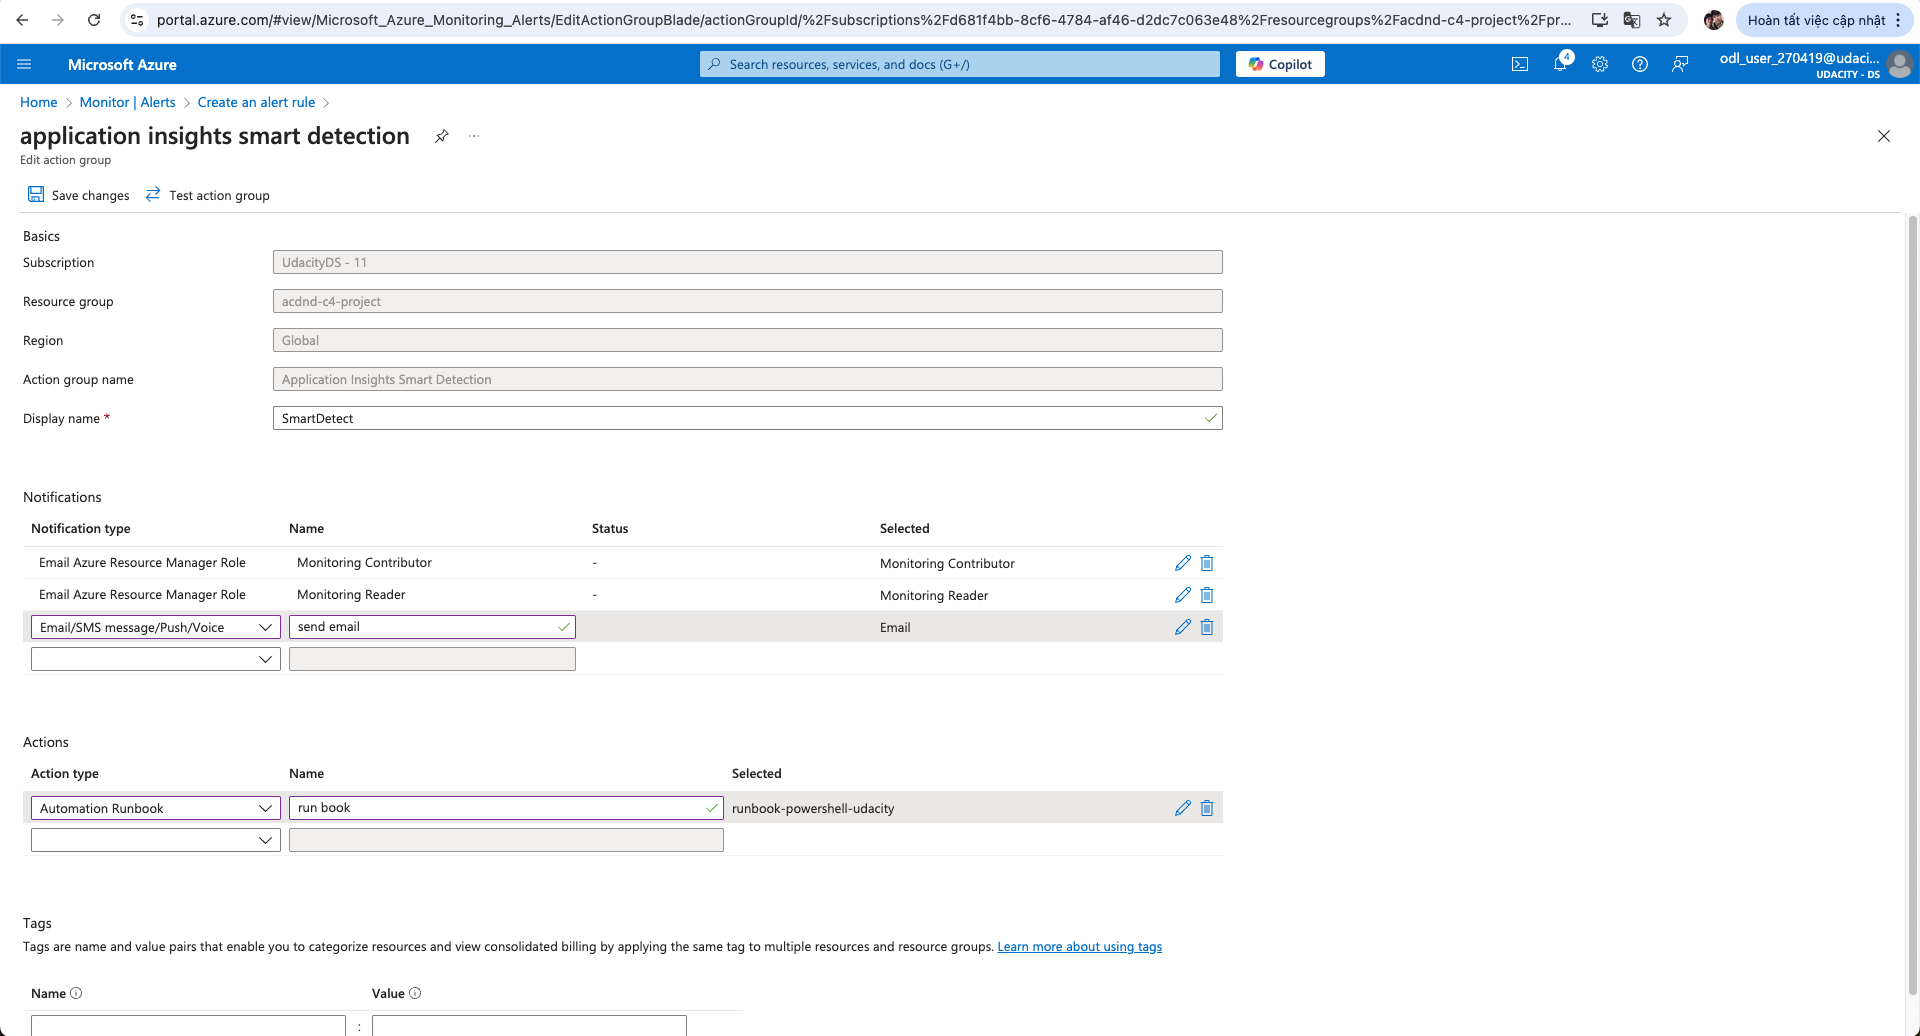 portal.azure.com/#view/Microsoft_Azure_Monitoring_Alerts/EditActionGroupBlade/actionGroupId/%2Fsubscriptions%2Fd681f4bb-8cf6-4784-af46-d2dc7c063e48%2Fresourcegroups%2Facdnd-c4-project%2Fpr...
Hoàn tất việc cập nhật
Microsoft Azure
Search resources, services, and docs (G+/)
Copilot
4
odl_user_270419@udaci...
UDACITY - DS
Home > Monitor | Alerts > Create an alert rule >
application insights smart detection
Edit action group
Save changes
Test action group
Basics
Subscription
UdacityDS - 11
Resource group
acdnd-c4-project
Region
Global
Action group name
Application Insights Smart Detection
Display name *
SmartDetect
Notifications
Notification type Name Status Selected
Email Azure Resource Manager Role Monitoring Contributor - Monitoring Contributor
Email Azure Resource Manager Role Monitoring Reader - Monitoring Reader
Email/SMS message/Push/Voice send email Email
Actions
Action type Name Selected
Automation Runbook run book runbook-powershell-udacity
Tags
Tags are name and value pairs that enable you to categorize resources and view consolidated billing by applying the same tag to multiple resources and resource groups. Learn more about using tags
Name Value
: